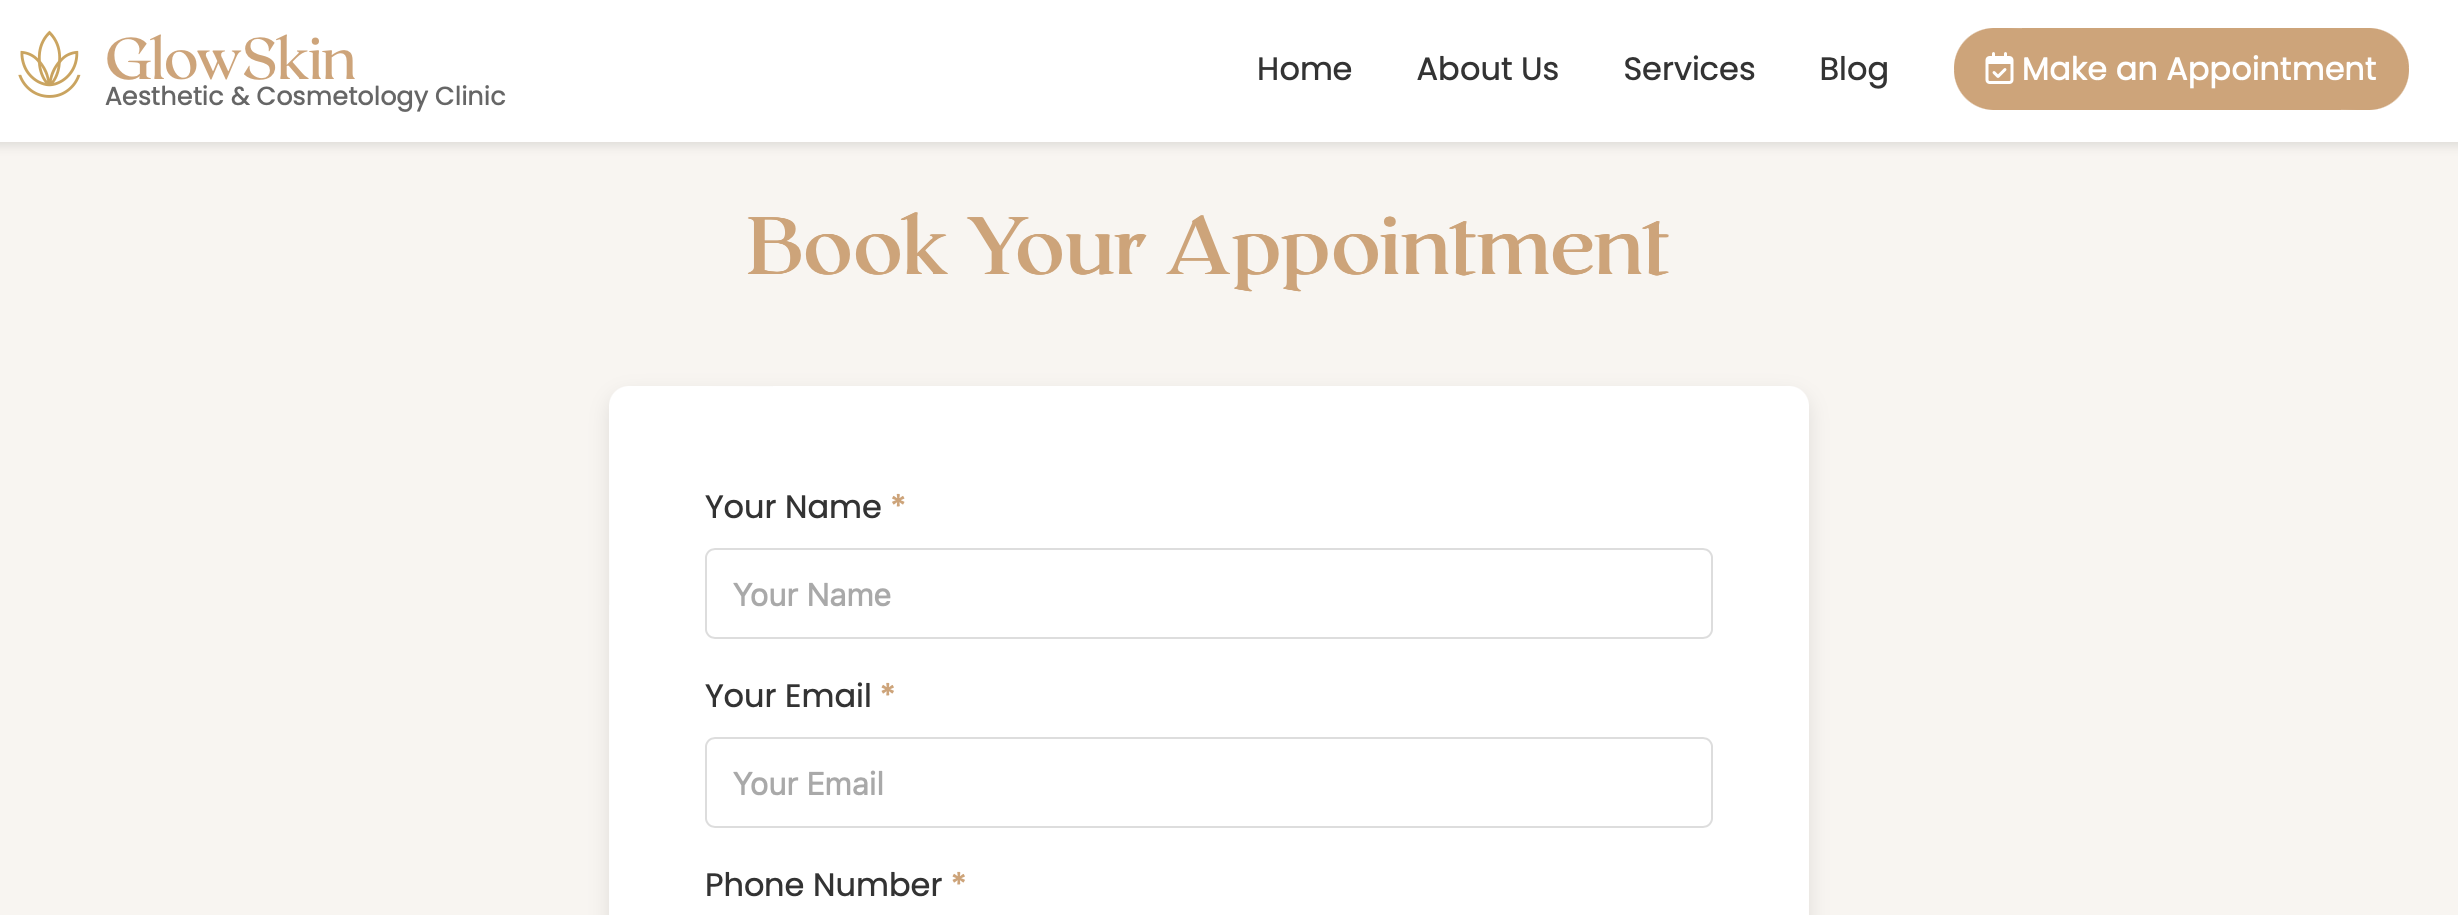 GlowSkin
Aesthetic & Cosmetology Clinic
Home About Us Services Blog Make an Appointment
Book Your Appointment
Your Name *
Your Name
Your Email *
Your Email
Phone Number *